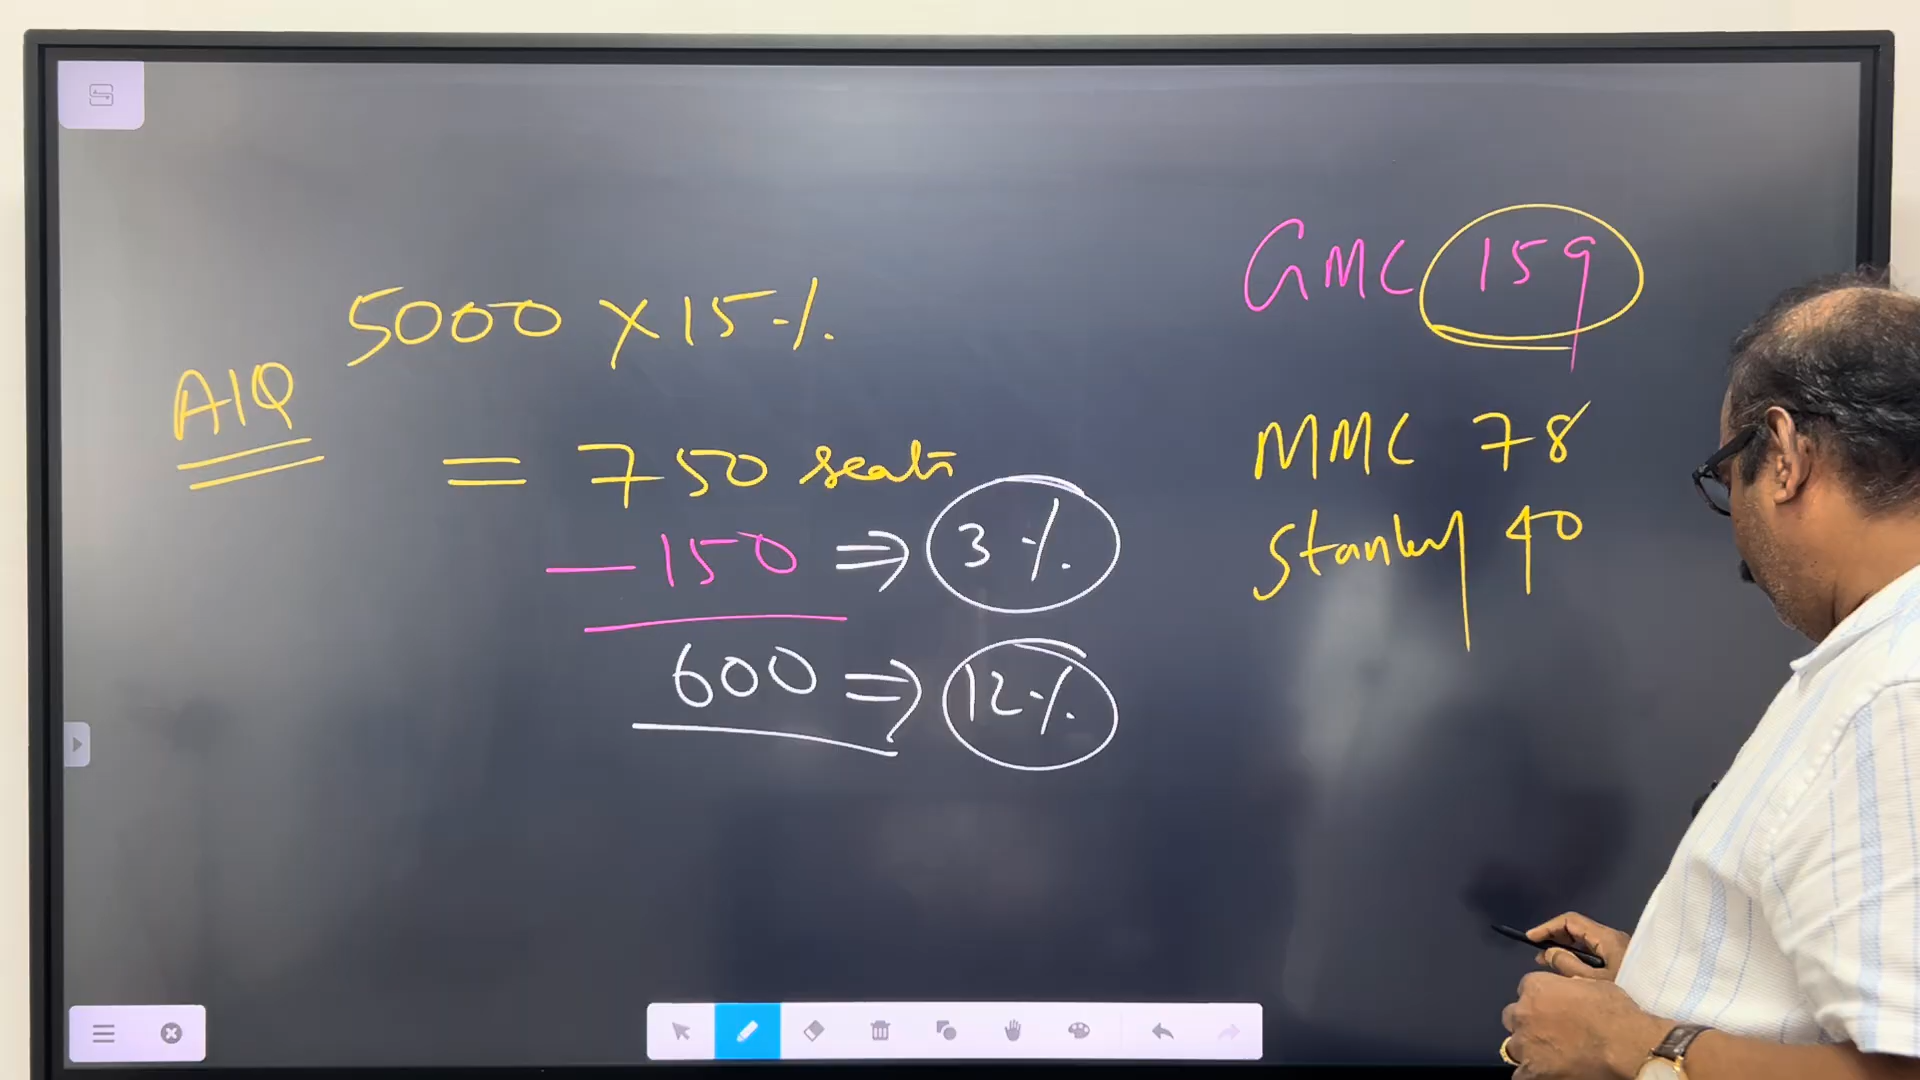 5000 x 15%
AIQ
= 750 seats
- 150 => 3%
600 => 12%
GMC 159
MMC 78
Stanley 40